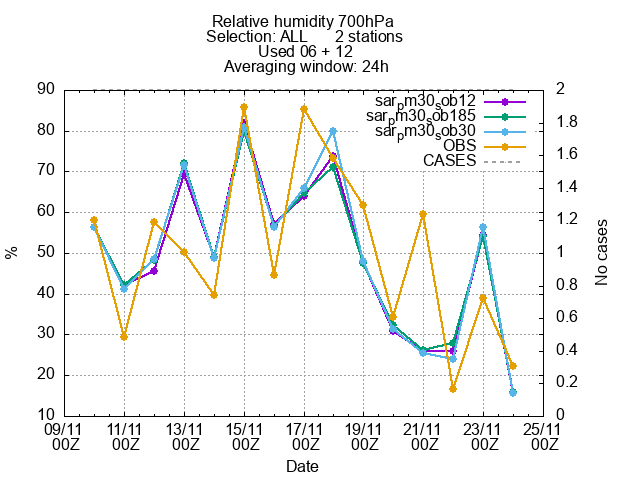 Relative humidity 700hPa
Selection: ALL 2 stations
Used 06 + 12
Averaging window: 24h
sar_pm30_sob12
sar_pm30_sob185
sar_pm30_sob30
OBS
CASES
90
80
70
60
50
40
30
20
10
%
2
1.8
1.6
1.4
1.2
1
0.8
0.6
0.4
0.2
0
No cases
09/11 11/11 13/11 15/11 17/11 19/11 21/11 23/11 25/11
00Z 00Z 00Z 00Z 00Z 00Z 00Z 00Z 00Z
Date